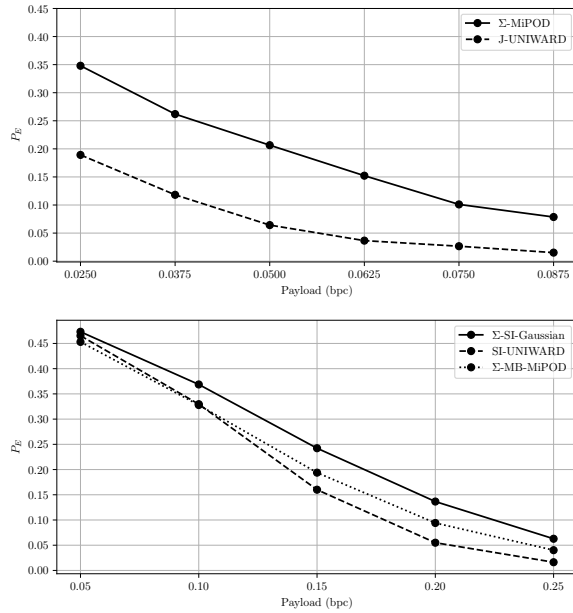 0.45
0.40
0.35
0.30
0.25
0.20
0.15
0.10
0.05
0.00
P_E
Σ-MiPOD
J-UNIWARD
0.0250 0.0375 0.0500 0.0625 0.0750 0.0875
Payload (bpc)
0.45
0.40
0.35
0.30
0.25
0.20
0.15
0.10
0.05
0.00
P_E
Σ-SI-Gaussian
SI-UNIWARD
Σ-MB-MiPOD
0.05 0.10 0.15 0.20 0.25
Payload (bpc)